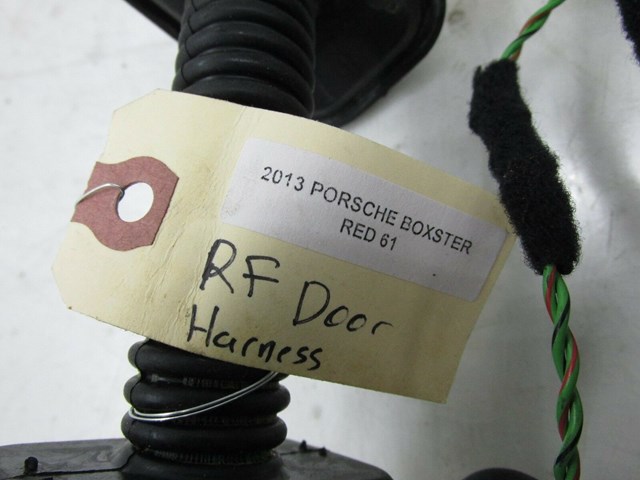 2013 PORSCHE BOXSTER
RED 61
RF Door
Harness